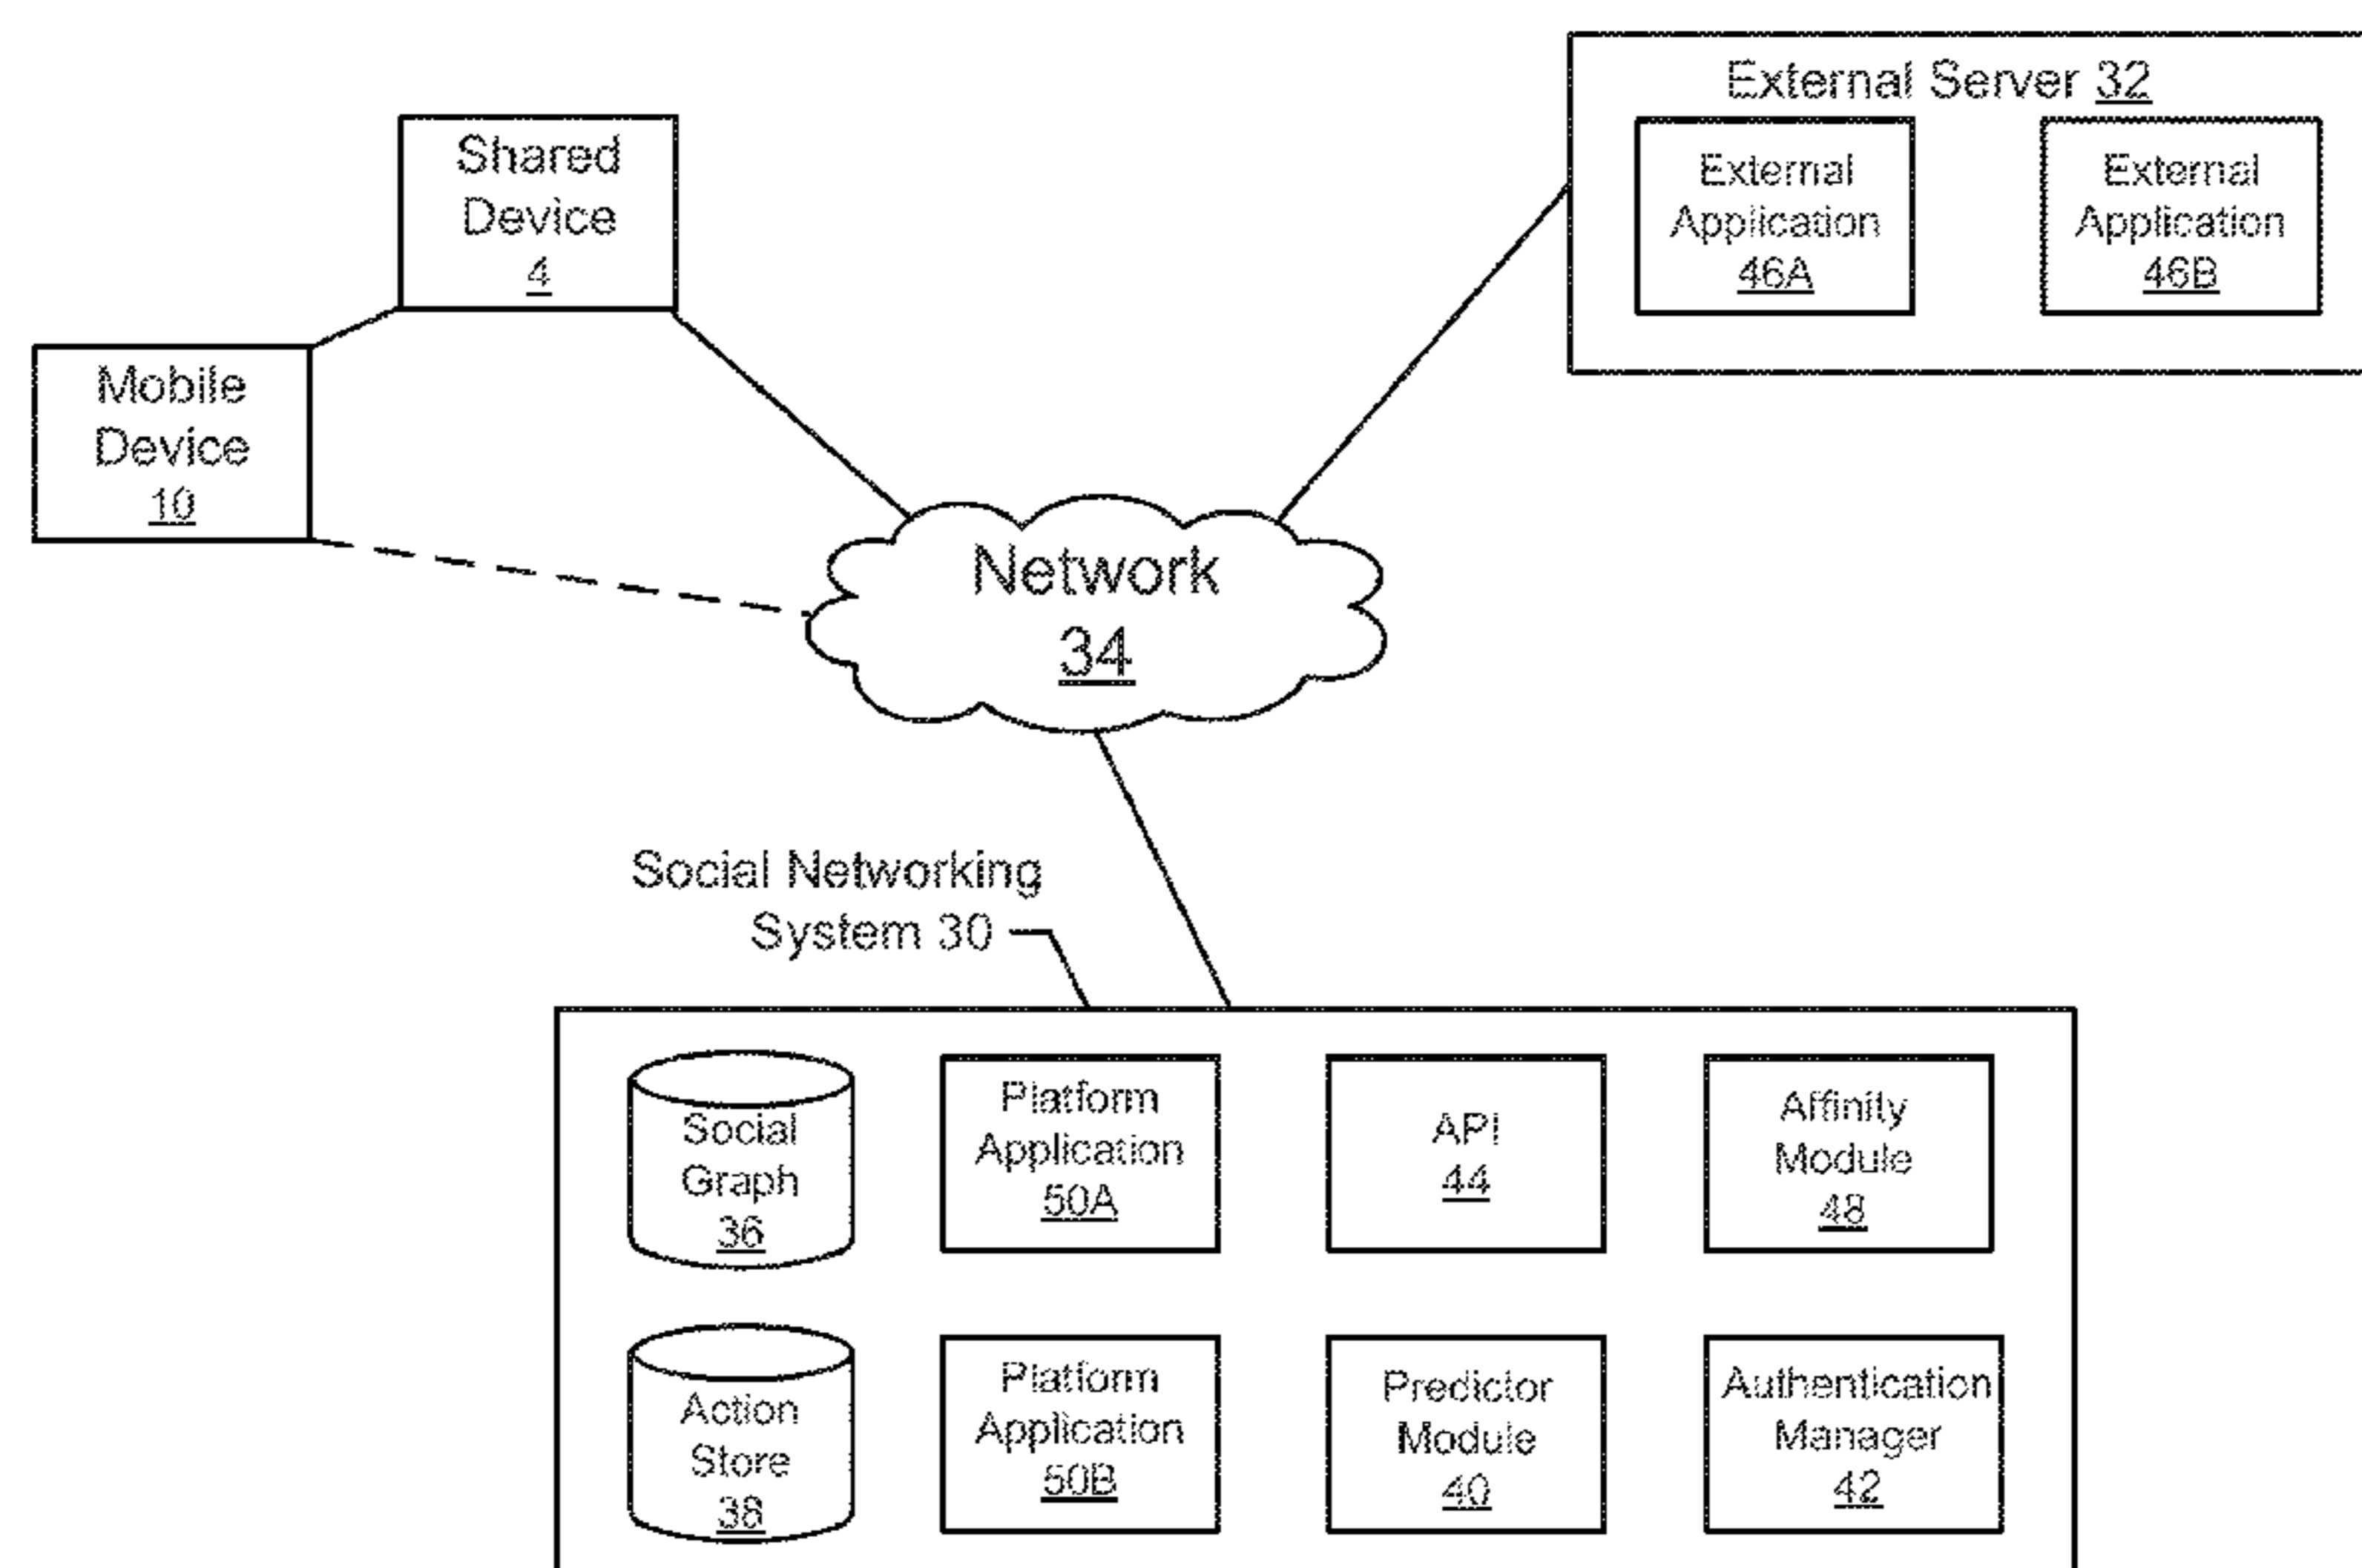 External Server 32
External
Application
46A
External
Application
46B
Shared
Device
4
Mobile
Device
10
Network
34
Social Networking
System 30
Social
Graph
36
Platform
Application
50A
API
44
Affinity
Module
48
Action
Store
38
Platform
Application
50B
Predictor
Module
40
Authentication
Manager
42